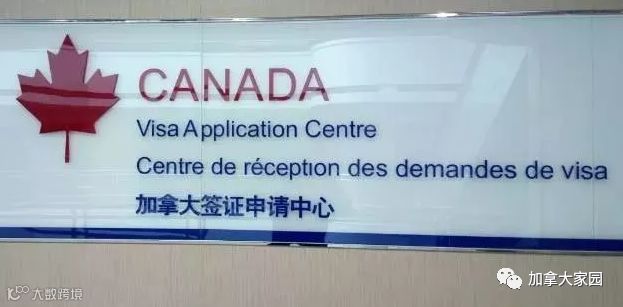 CANADA
Visa Application Centre
Centre de réception des demandes de visa
加拿大签证申请中心
大数跨境
加拿大家园